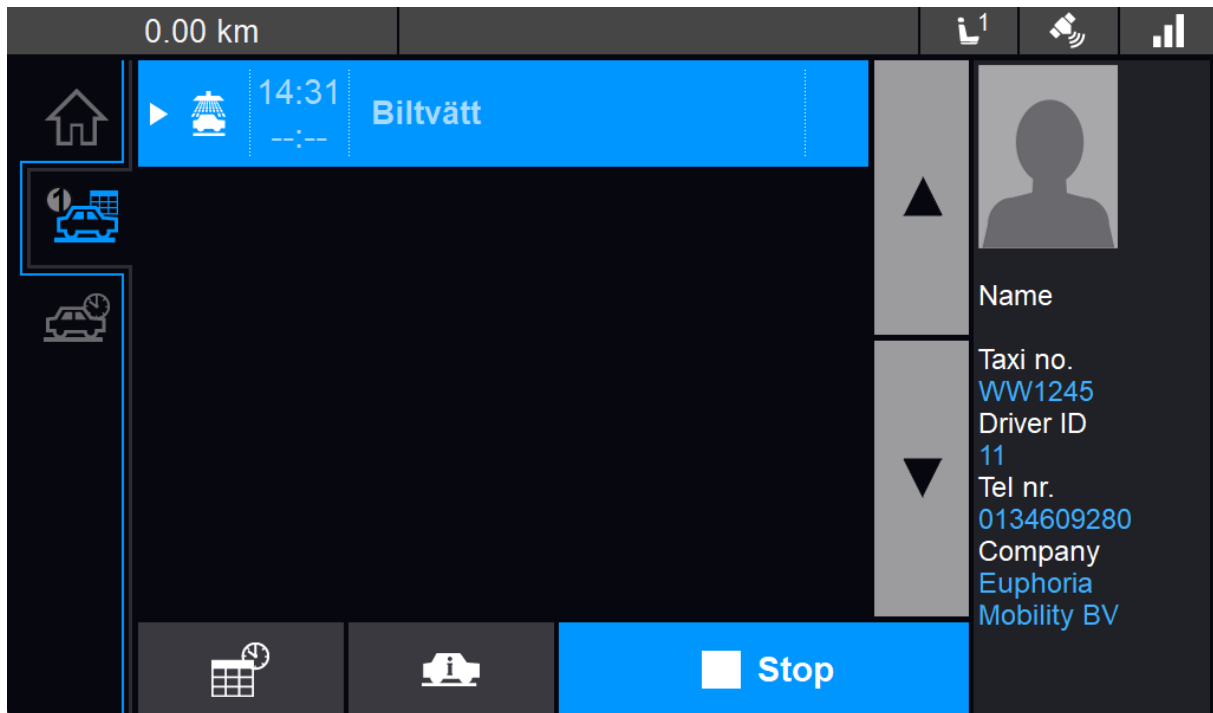 0.00 km
1
14:31
--:--
Biltvätt
1
Name
Taxi no.
WW1245
Driver ID
11
Tel nr.
0134609280
Company
Euphoria
Mobility BV
i
Stop